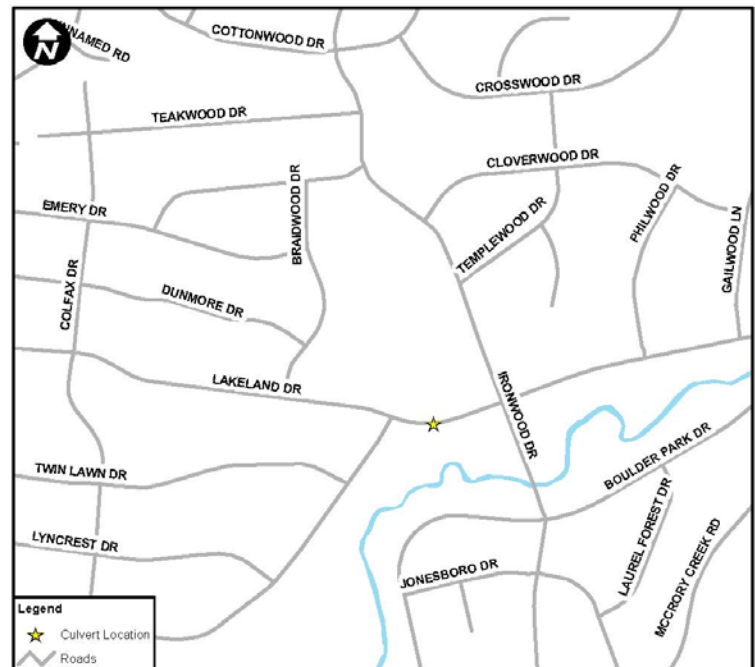 N
NNAMED RD
COTTONWOOD DR
CROSSWOOD DR
TEAKWOOD DR
CLOVERWOOD DR
BRAIDWOOD DR
PHILWOOD DR
EMERY DR
TEMPLEWOOD DR
GAILWOOD LN
COLFAX DR
DUNMORE DR
LAKELAND DR
IRONWOOD DR
TWIN LAWN DR
BOULDER PARK DR
LYNCREST DR
LAUREL FOREST DR
JONESBORO DR
MCCRORY CREEK RD
Legend
Culvert Location
Roads